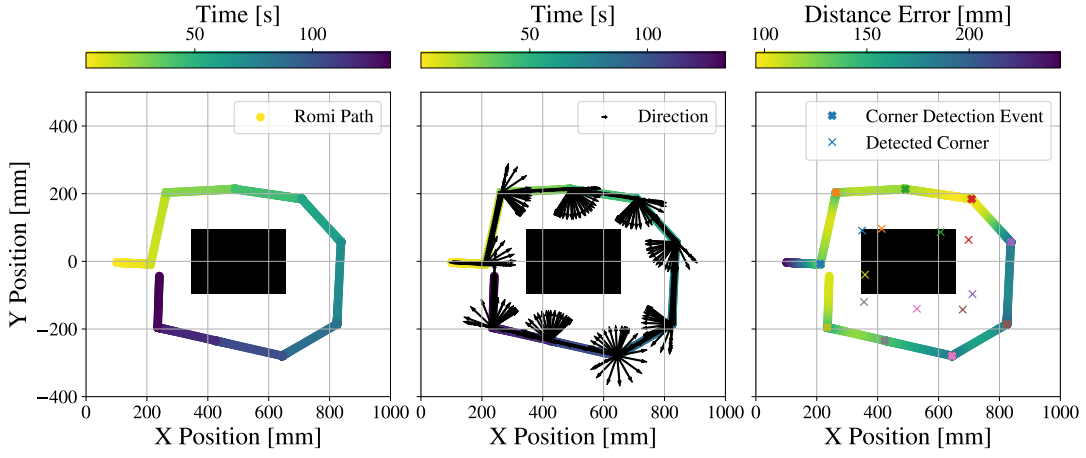 Time [s]
Time [s]
Distance Error [mm]
50 100
50 100
100 200
Romi Path
Direction
Corner Detection Event
Detected Corner
Y Position [mm]
400
200
0
−200
−400
0 200 400 600 800 1000
0 200 400 600 800 1000
0 200 400 600 800 1000
X Position [mm]
X Position [mm]
X Position [mm]